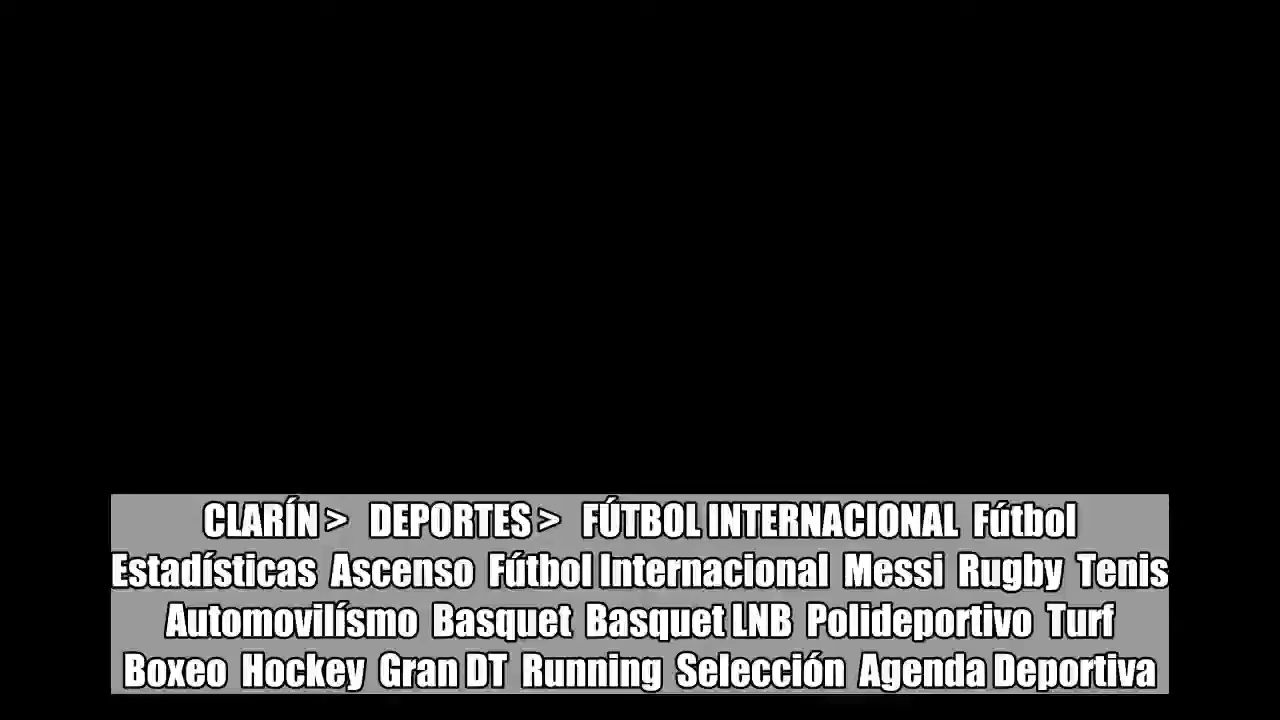 CLARÍN > DEPORTES > FÚTBOL INTERNACIONAL Fútbol
Estadísticas Ascenso Fútbol Internacional Messi Rugby Tenis
Automovilísmo Basquet Basquet LNB Polideportivo Turf
Boxeo Hockey Gran DT Running Selección Agenda Deportiva